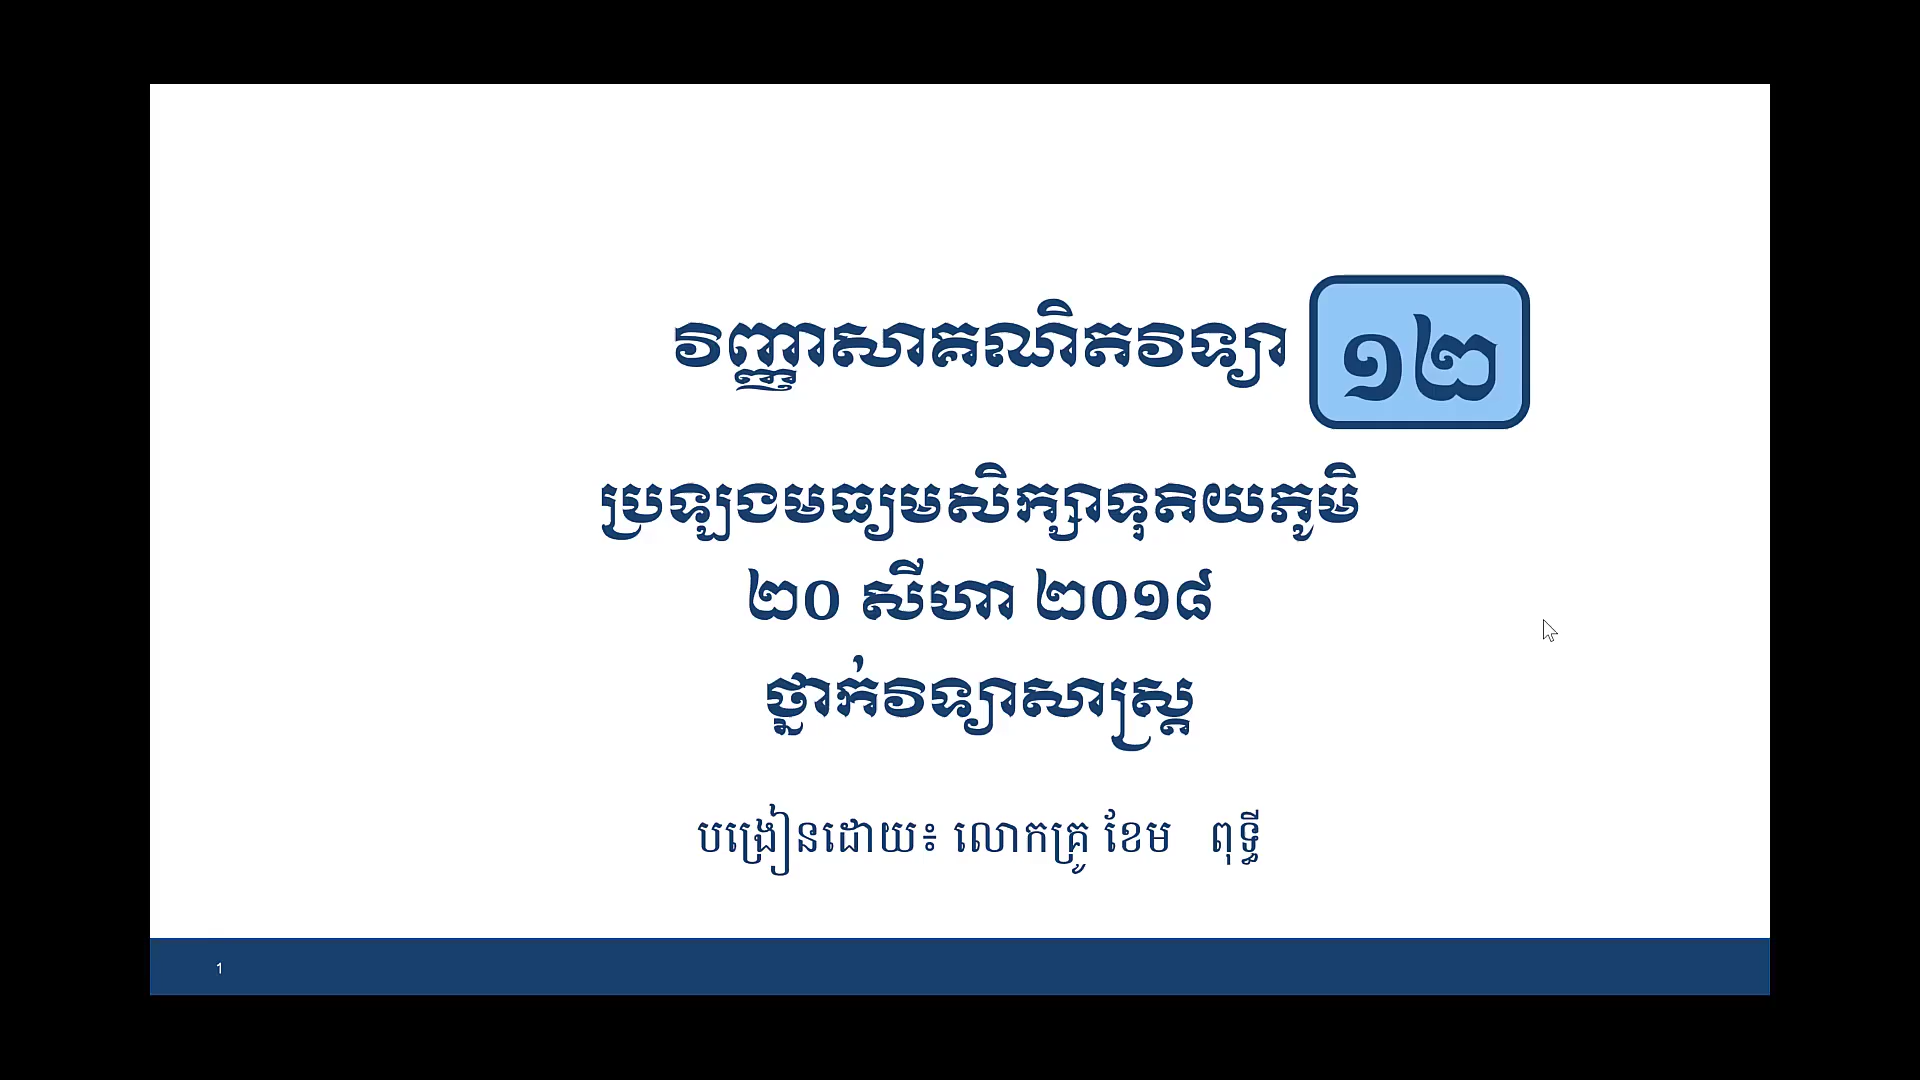 វិញ្ញាសាគណិតវិទ្យា ១២
ប្រឡងមធ្យមសិក្សាទុតិយភូមិ
២០ សីហា ២០១៨
ថ្នាក់វិទ្យាសាស្ត្រ
បង្រៀនដោយ៖ លោកគ្រូ ខែម ពុទ្ធី
1